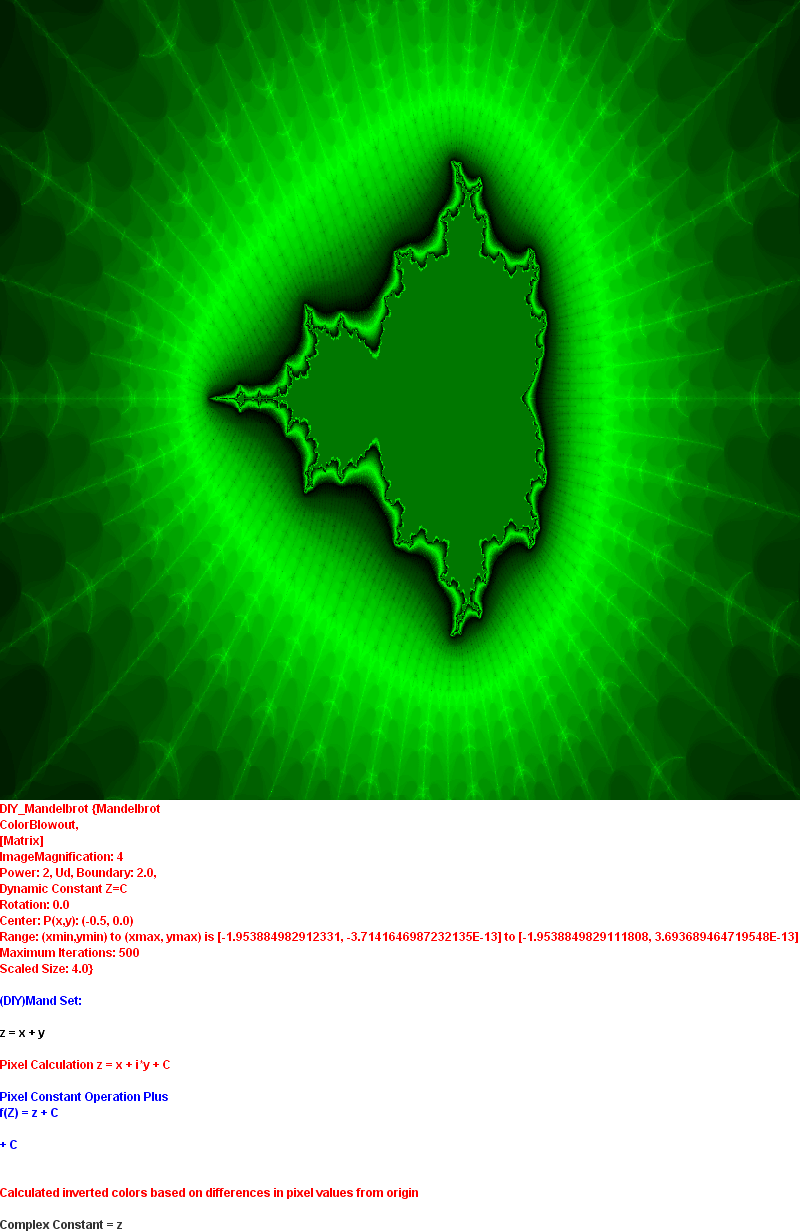 DIY_Mandelbrot {Mandelbrot
ColorBlowout,
[Matrix]
ImageMagnification: 4
Power: 2, Ud, Boundary: 2.0,
Dynamic Constant Z=C
Rotation: 0.0
Center: P(x,y): (-0.5, 0.0)
Range: (xmin,ymin) to (xmax, ymax) is [-1.953884982912331, -3.7141646987232135E-13] to [-1.9538849829111808, 3.693689464719548E-13]
Maximum Iterations: 500
Scaled Size: 4.0}
(DIY)Mand Set:
z = x + y
Pixel Calculation z = x + i*y + C
Pixel Constant Operation Plus
f(Z) = z + C
+ C
Calculated inverted colors based on differences in pixel values from origin
Complex Constant = z